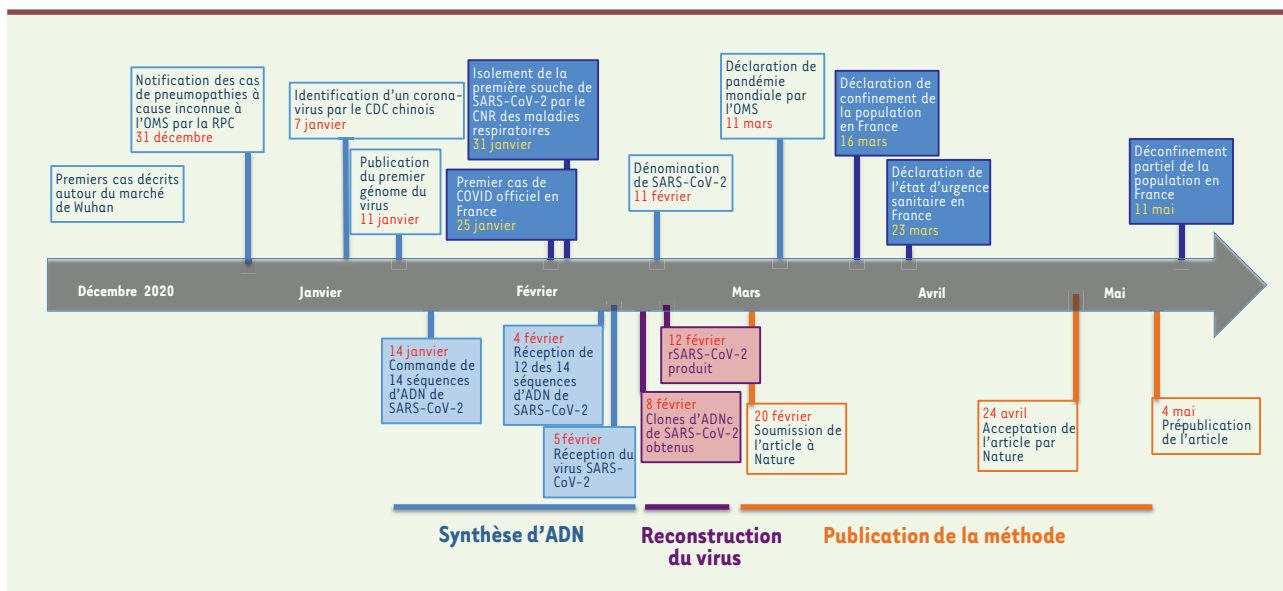 Premiers cas décrits
autour du marché
de Wuhan
Notification des cas
de pneumopathies à
cause inconnue à
l'OMS par la RPC
31 décembre
Identification d'un corona-
virus par le CDC chinois
7 janvier
Publication
du premier
génome du
virus
11 janvier
Isolement de la
première souche de
SARS-CoV-2 par le
CNR des maladies
respiratoires
31 janvier
Premier cas de
COVID officiel en
France
25 janvier
Dénomination
de SARS-CoV-2
11 février
Déclaration de
pandémie
mondiale par
l'OMS
11 mars
Déclaration de
confinement de
la population
en France
16 mars
Déclaration de
l'état d'urgence
sanitaire en
France
23 mars
Déconfinement
partiel de la
population en
France
11 mai
Décembre 2020
Janvier
Février
Mars
Avril
Mai
14 janvier
Commande de
14 séquences
d'ADN de
SARS-CoV-2
4 février
Réception de
12 des 14
séquences
d'ADN de
SARS-CoV-2
5 février
Réception du
virus SARS-
CoV-2
12 février
rSARS-CoV-2
produit
8 février
Clones d'ADNc
de SARS-CoV-2
obtenus
20 février
Soumission de
l'article à
Nature
24 avril
Acceptation de
l'article par
Nature
4 mai
Prépublication
de l'article
Synthèse d'ADN
Reconstruction
du virus
Publication de la méthode